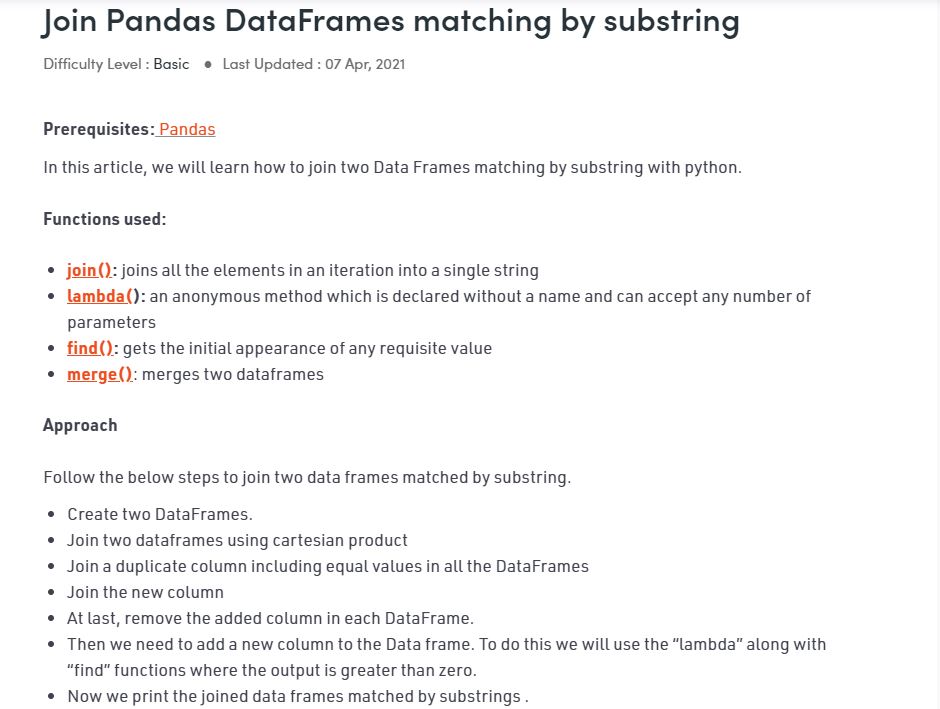 Join Pandas DataFrames matching by substring
Difficulty Level : Basic ● Last Updated : 07 Apr, 2021
Prerequisites: Pandas
In this article, we will learn how to join two Data Frames matching by substring with python.
Functions used:
• join(): joins all the elements in an iteration into a single string
• lambda(): an anonymous method which is declared without a name and can accept any number of
parameters
• find(): gets the initial appearance of any requisite value
• merge(): merges two dataframes
Approach
Follow the below steps to join two data frames matched by substring.
• Create two DataFrames.
• Join two dataframes using cartesian product
• Join a duplicate column including equal values in all the DataFrames
• Join the new column
• At last, remove the added column in each DataFrame.
• Then we need to add a new column to the Data frame. To do this we will use the “lambda” along with
“find” functions where the output is greater than zero.
• Now we print the joined data frames matched by substrings .